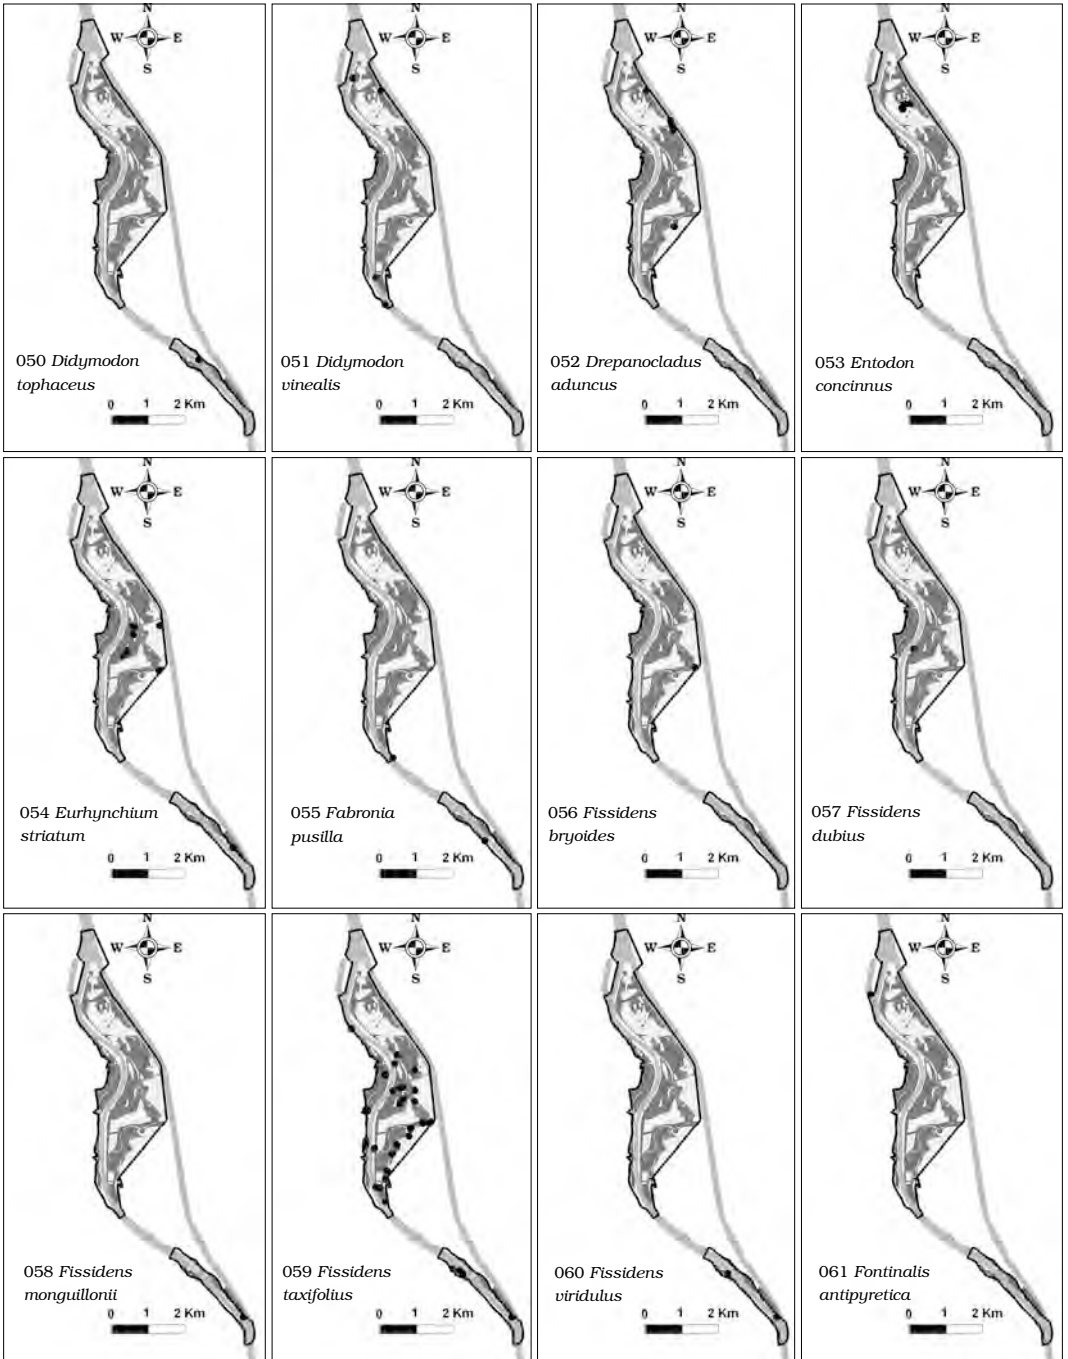 N
W E
S
050 Didymodon
tophaceus
0 1 2 Km
N
W E
S
051 Didymodon
vinealis
0 1 2 Km
N
W E
S
052 Drepanocladus
aduncus
0 1 2 Km
N
W E
S
053 Entodon
concinnus
0 1 2 Km
N
W E
S
054 Eurhynchium
striatum
0 1 2 Km
N
W E
S
055 Fabronia
pusilla
0 1 2 Km
N
W E
S
056 Fissidens
bryoides
0 1 2 Km
N
W E
S
057 Fissidens
dubius
0 1 2 Km
N
W E
S
058 Fissidens
monguillonii
0 1 2 Km
N
W E
S
059 Fissidens
taxifolius
0 1 2 Km
N
W E
S
060 Fissidens
viridulus
0 1 2 Km
N
W E
S
061 Fontinalis
antipyretica
0 1 2 Km